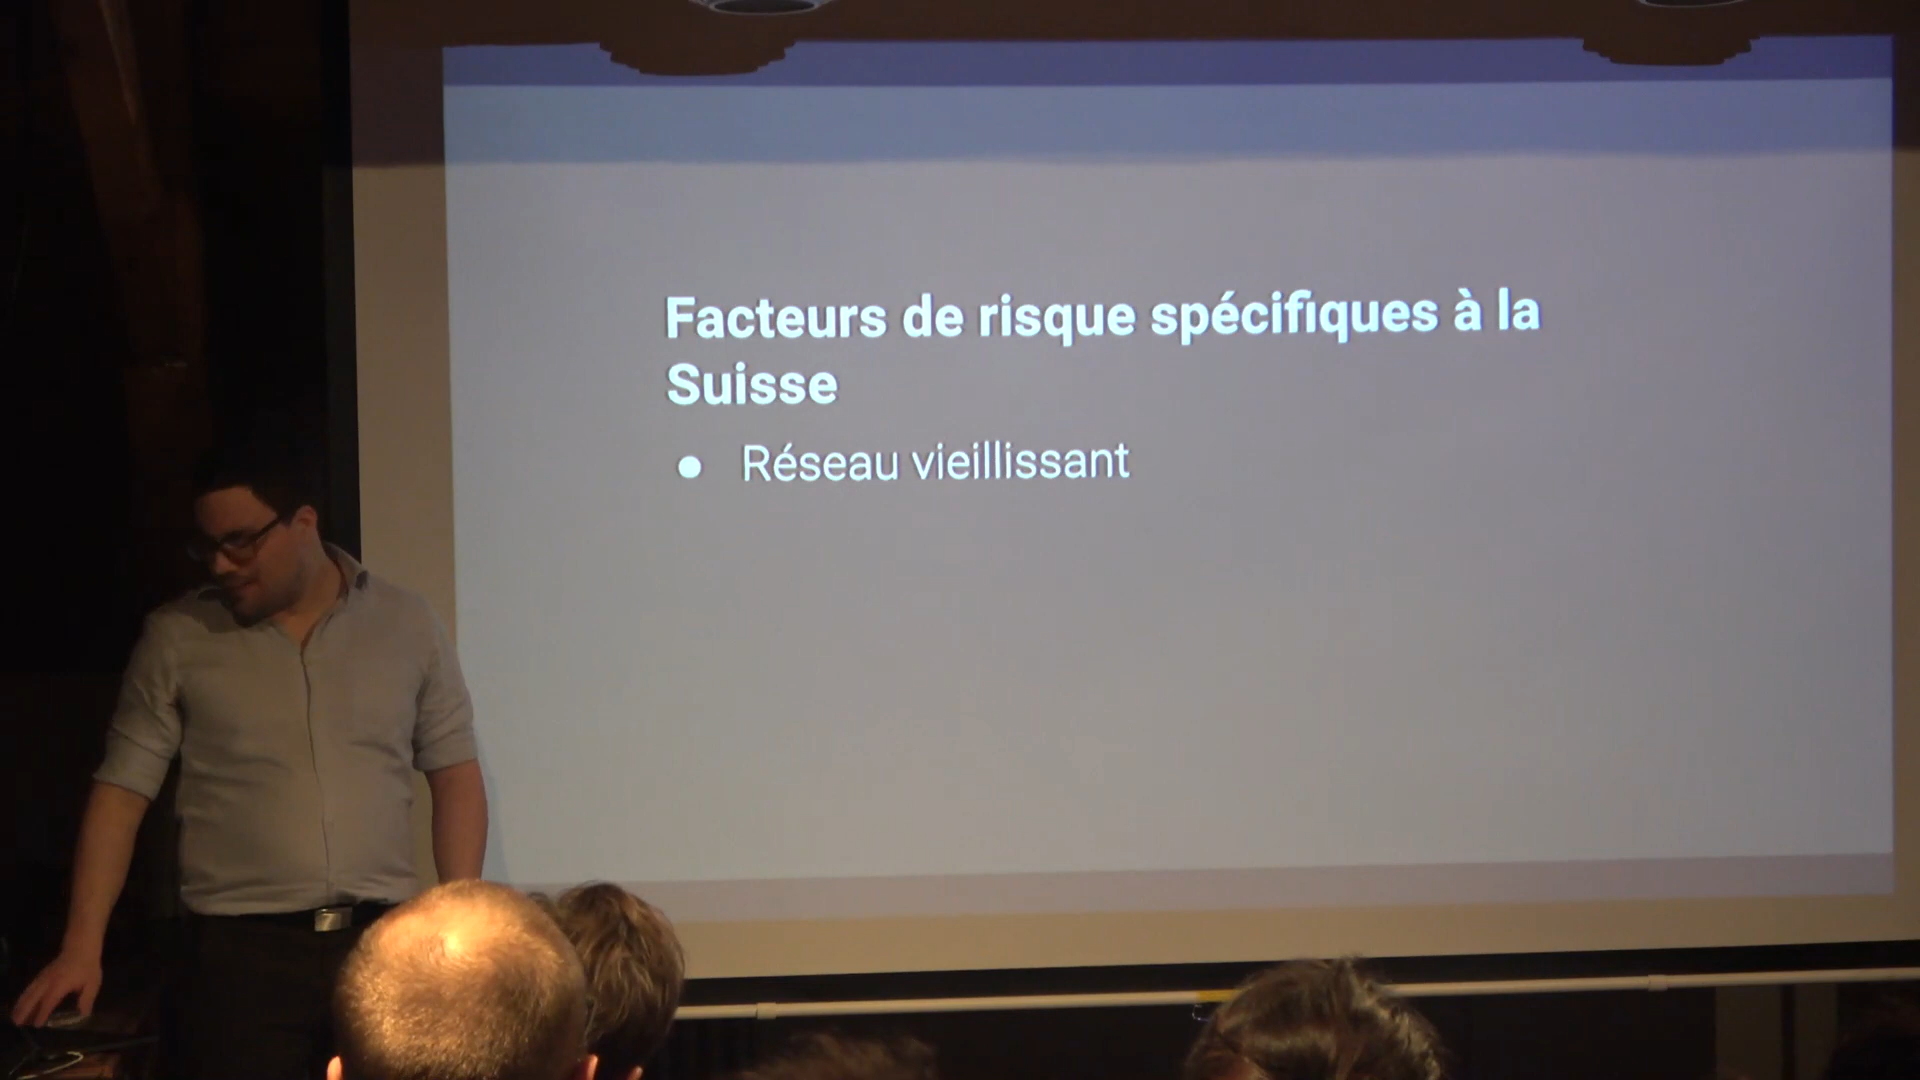 Facteurs de risque spécifiques à la
Suisse
● Réseau vieillissant